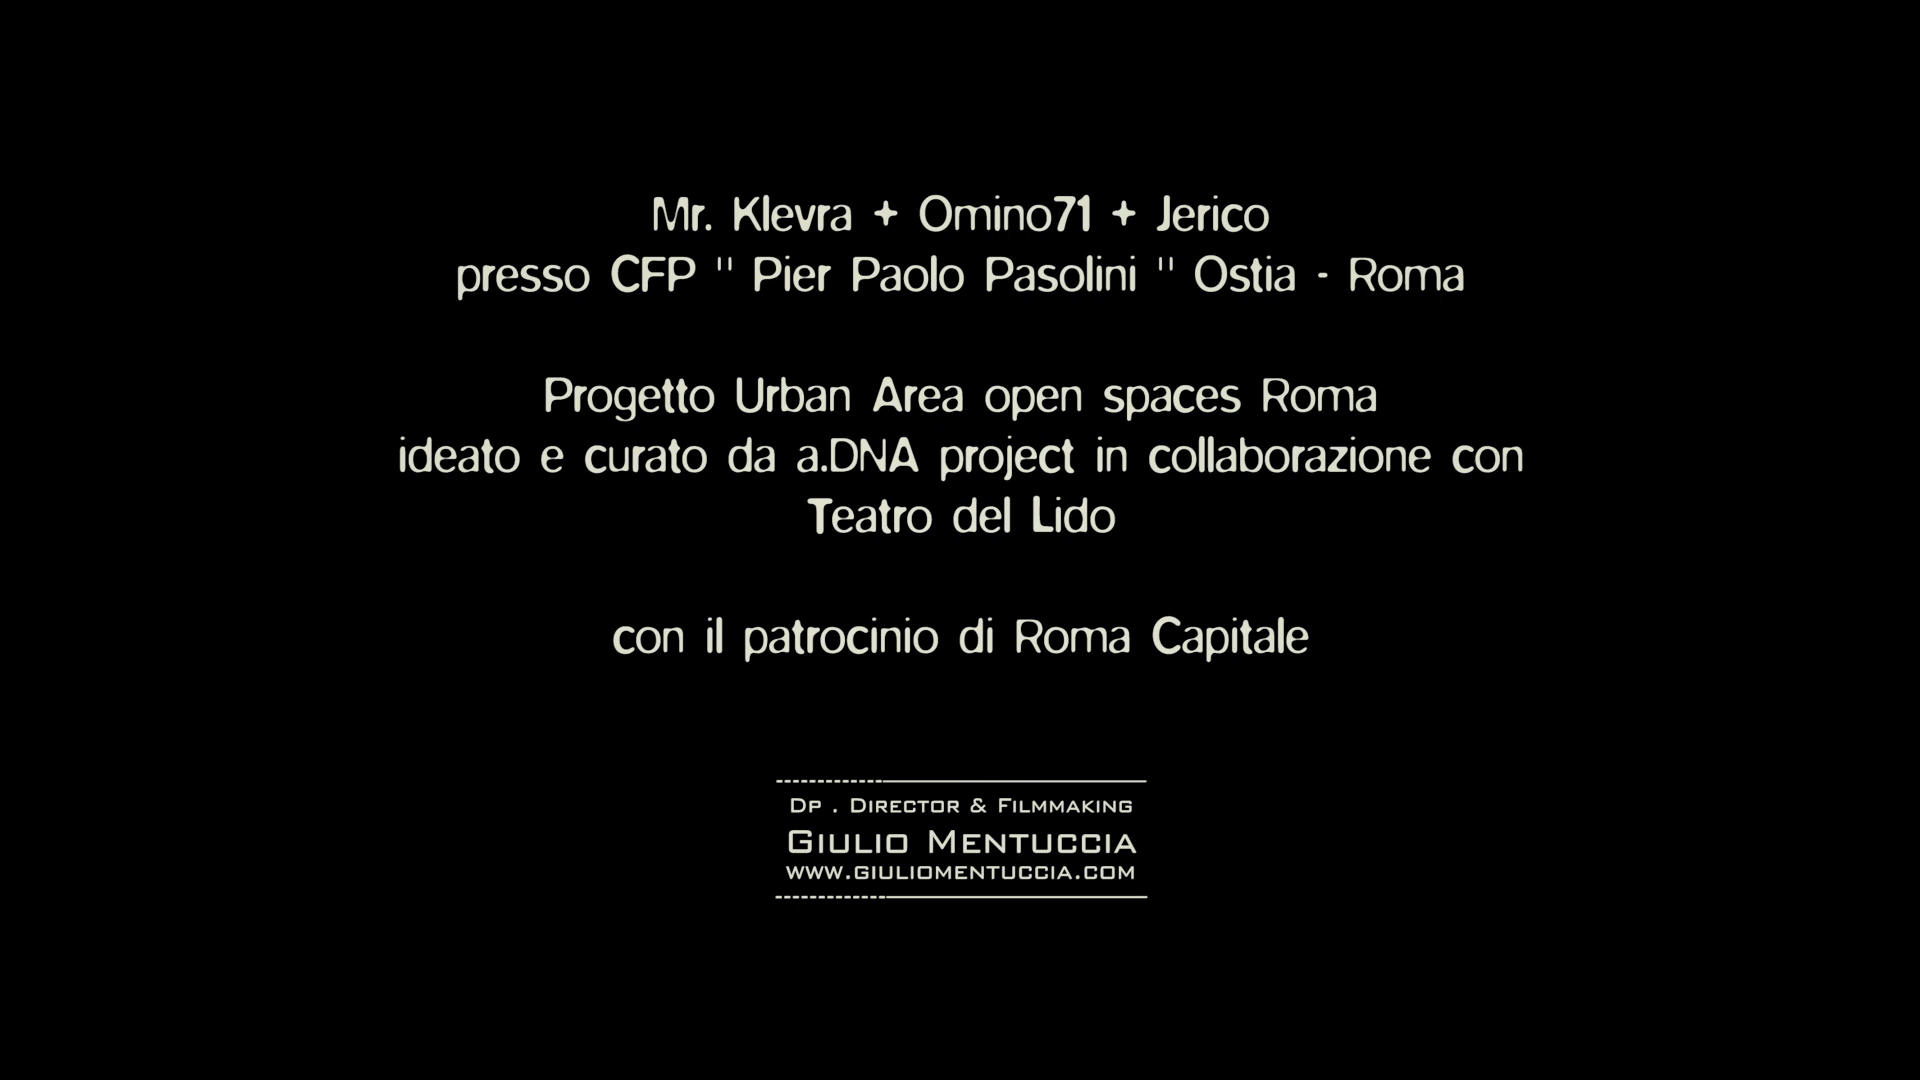 Mr. Klevra + Omino71 + Jerico
presso CFP " Pier Paolo Pasolini " Ostia - Roma
Progetto Urban Area open spaces Roma
ideato e curato da a.DNA project in collaborazione con
Teatro del Lido
con il patrocinio di Roma Capitale
Dp . Director & Filmmaking
Giulio Mentuccia
www.giuliomentuccia.com